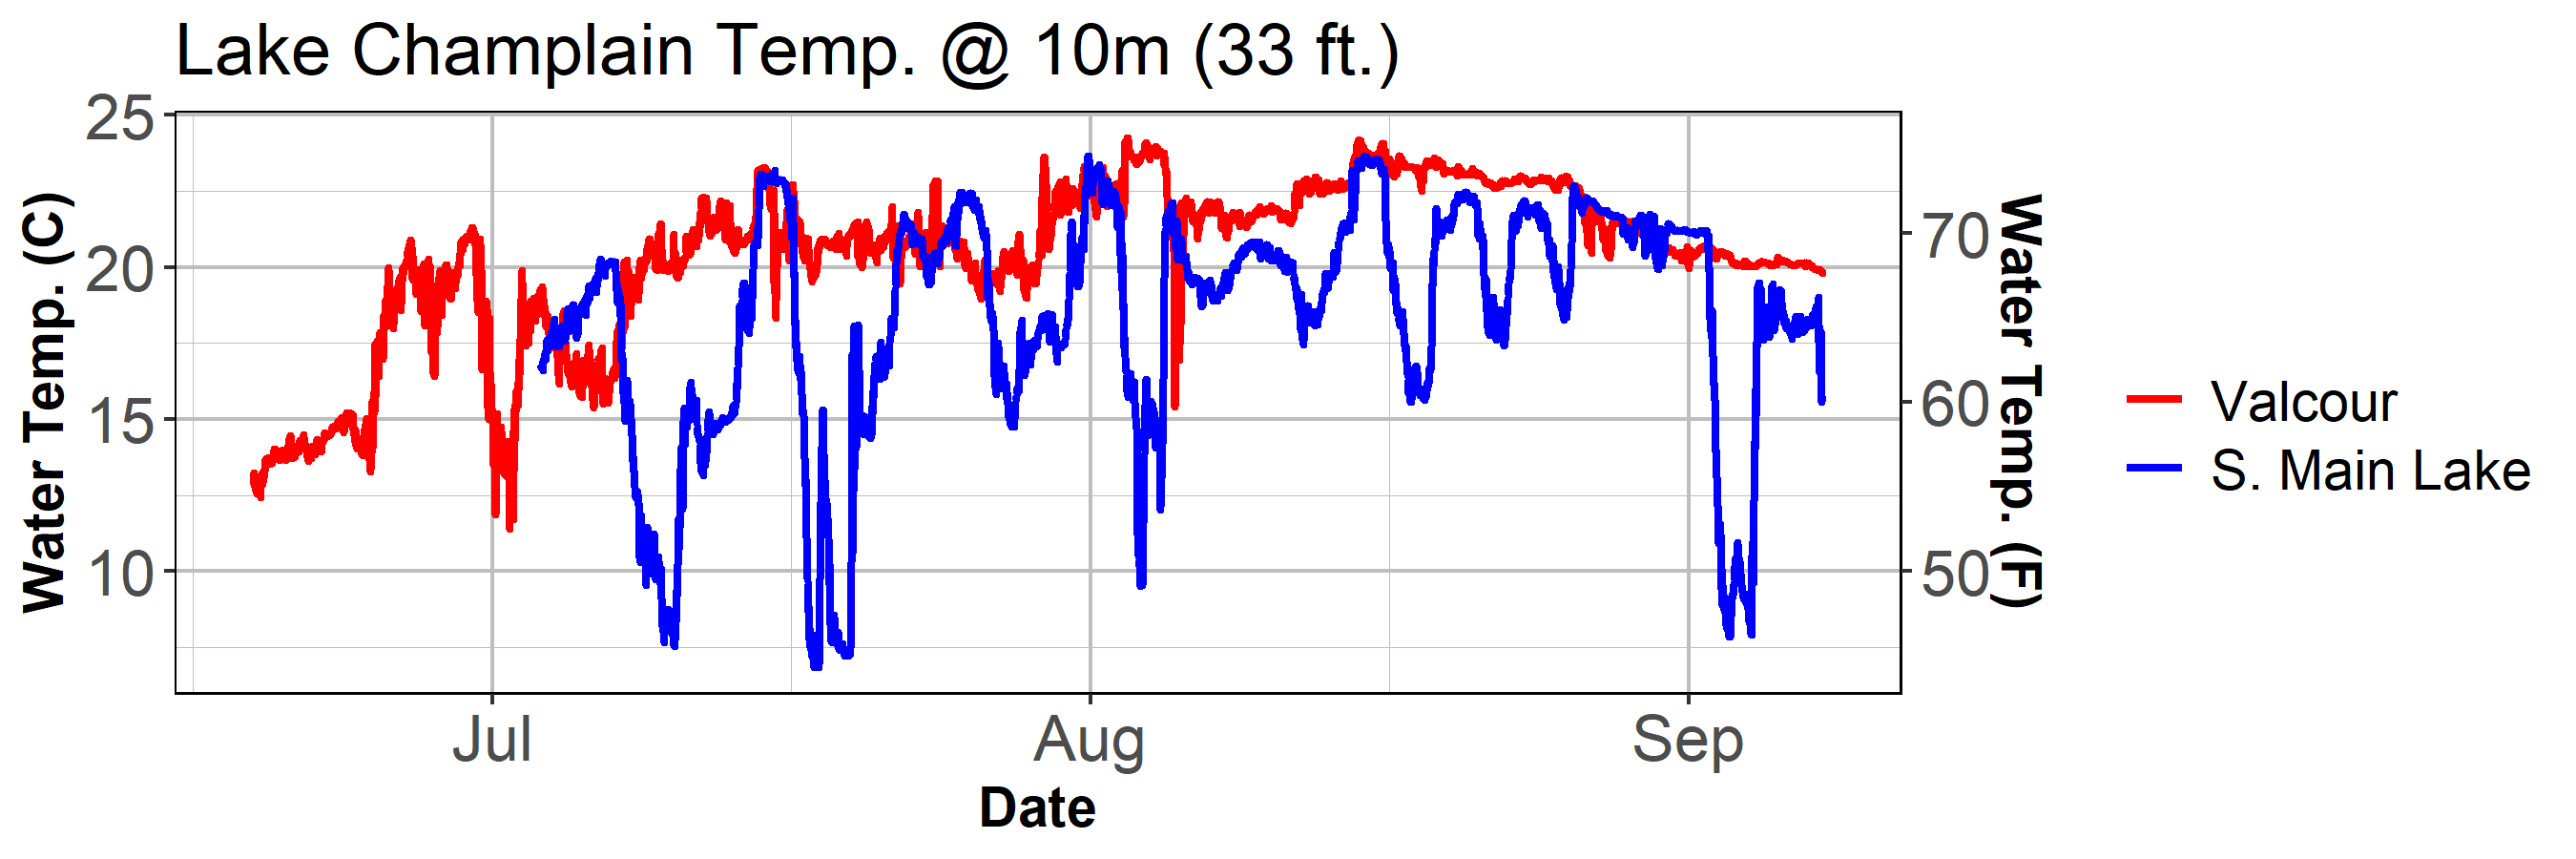 Lake Champlain Temp. @ 10m (33 ft.)
Water Temp. (C)
25
20
15
10
70
60
50
Water Temp. (F)
Jul Aug Sep
Date
Valcour
S. Main Lake